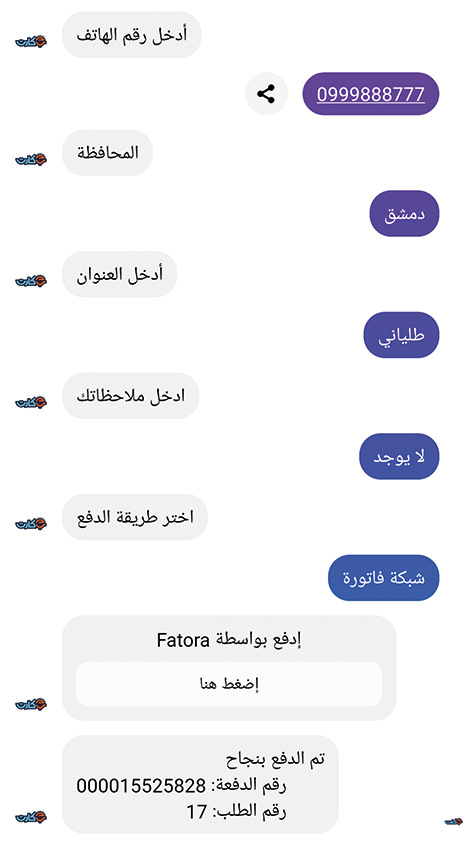 أدخل رقم الهاتف
0999888777
المحافظة
دمشق
أدخل العنوان
طلياني
ادخل ملاحظاتك
لا يوجد
اختر طريقة الدفع
شبكة فاتورة
إدفع بواسطة Fatora
إضغط هنا
تم الدفع بنجاح
رقم الدفعة: 000015525828
رقم الطلب: 17